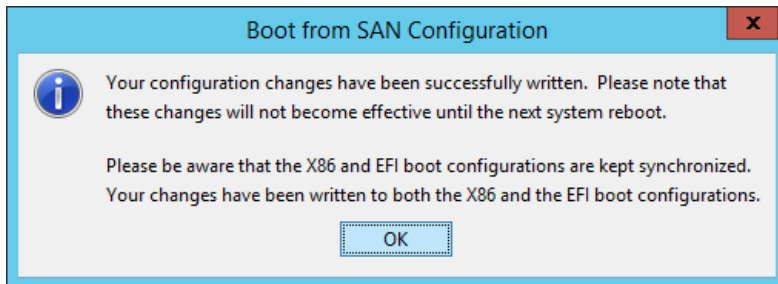 Boot from SAN Configuration
x
Your configuration changes have been successfully written.  Please note that
these changes will not become effective until the next system reboot.
Please be aware that the X86 and EFI boot configurations are kept synchronized.
Your changes have been written to both the X86 and the EFI boot configurations.
OK